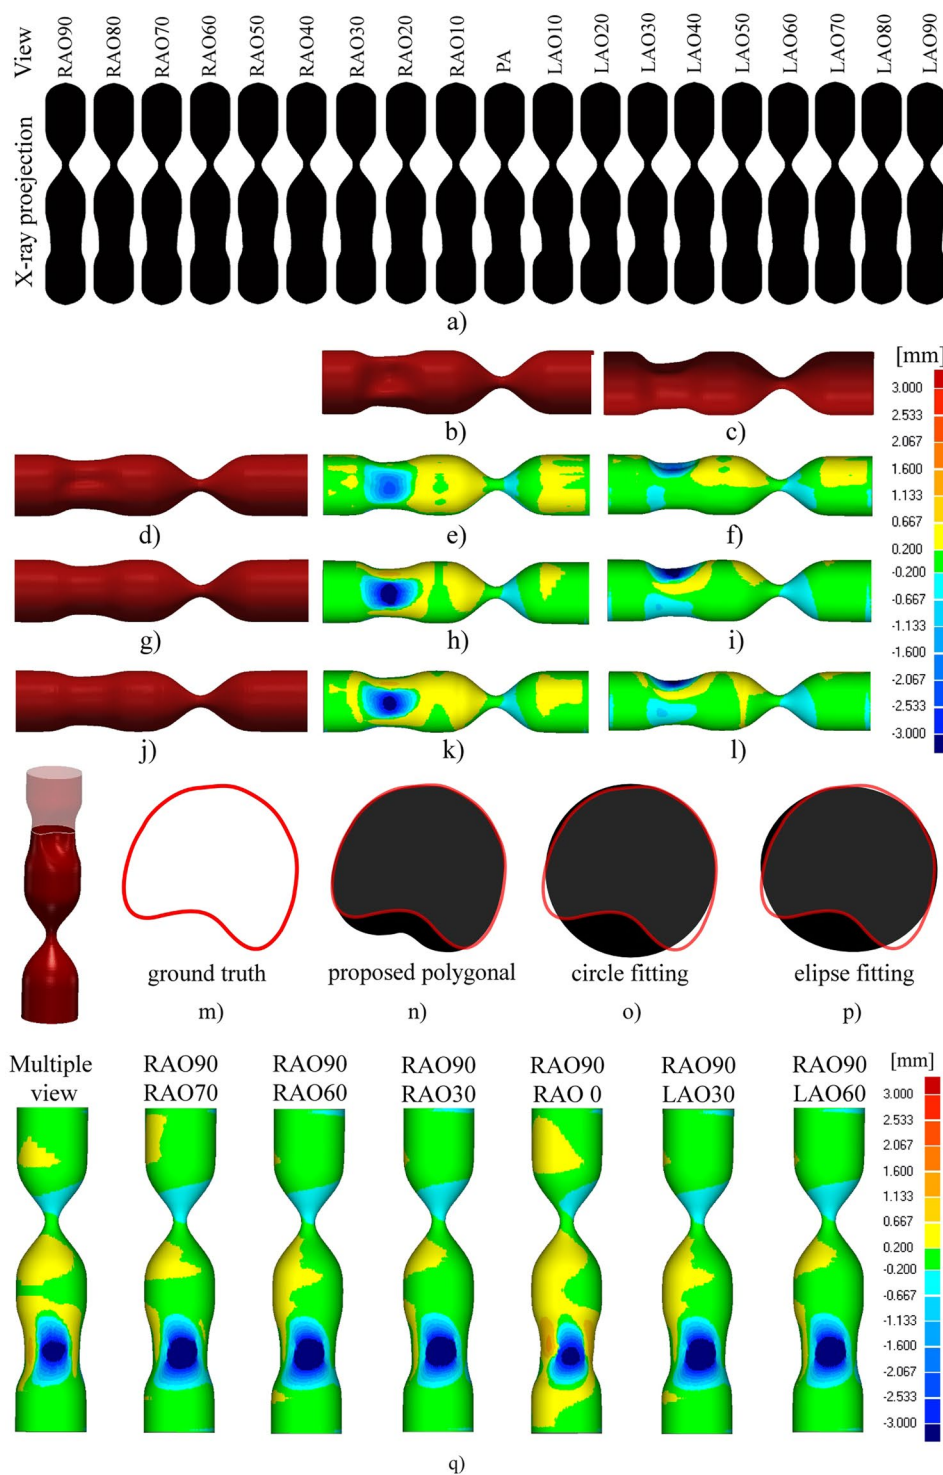 View
RAO90
RAO80
RAO70
RAO60
RAO50
RAO40
RAO30
RAO20
RAO10
PA
LAO10
LAO20
LAO30
LAO40
LAO50
LAO60
LAO70
LAO80
LAO90
X-ray proejection
a)
[mm]
3.000
2.533
2.067
1.600
1.133
0.667
0.200
-0.200
-0.667
-1.133
-1.600
-2.067
-2.533
-3.000
b)
c)
d)
e)
f)
g)
h)
i)
j)
k)
l)
ground truth
proposed polygonal
circle fitting
elipse fitting
m)
n)
o)
p)
Multiple view
RAO90 RAO70
RAO90 RAO60
RAO90 RAO30
RAO90 RAO 0
RAO90 LAO30
RAO90 LAO60
[mm]
3.000
2.533
2.067
1.600
1.133
0.667
0.200
-0.200
-0.667
-1.133
-1.600
-2.067
-2.533
-3.000
q)